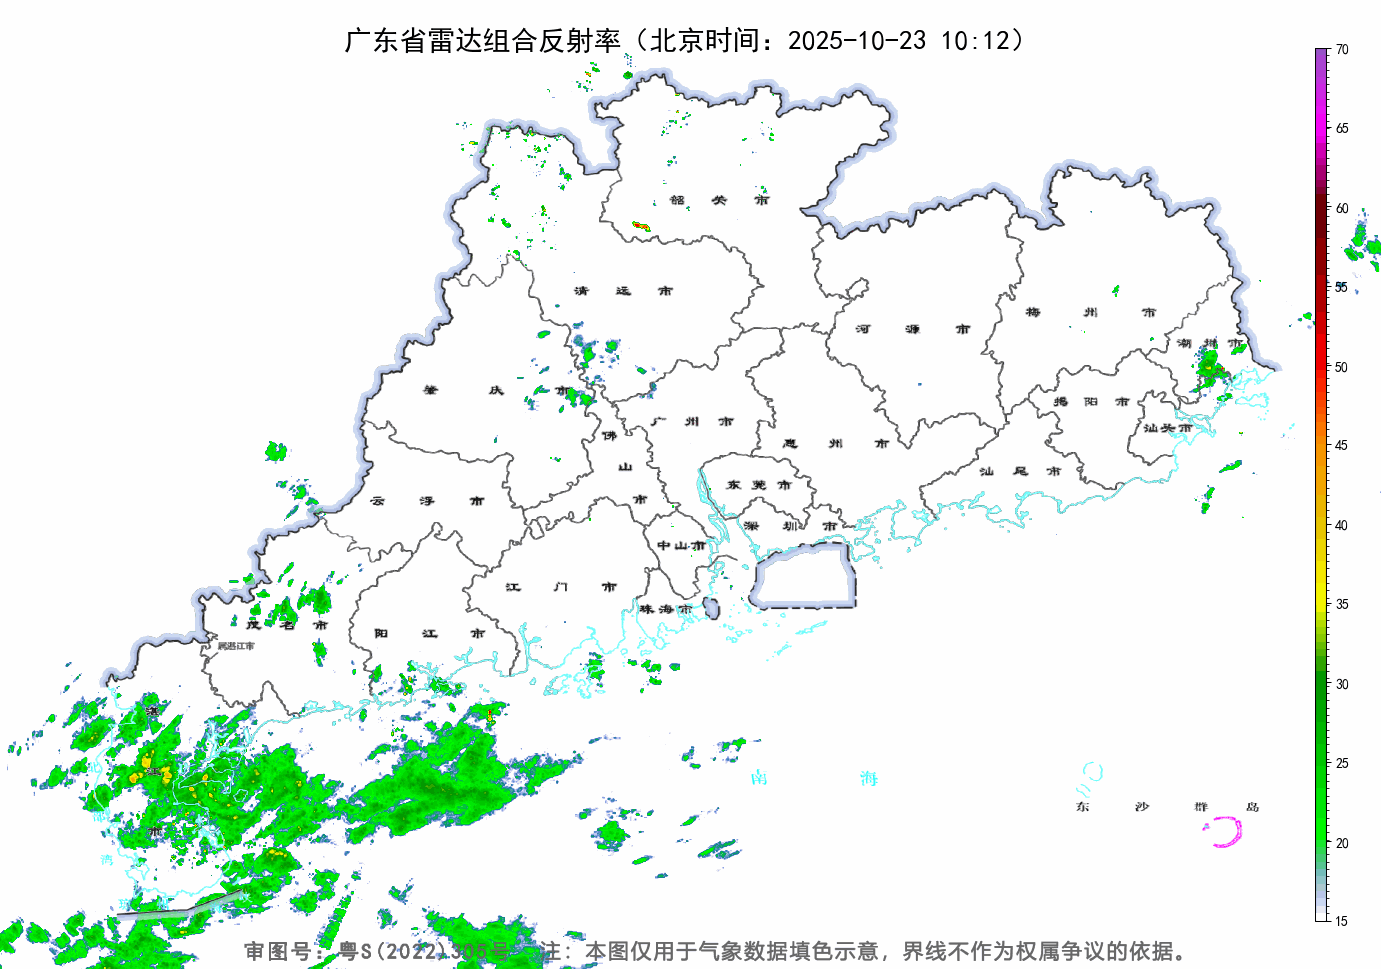 广东省雷达组合反射率（北京时间：2025-10-23 10:12）
70
65
60
55
50
45
40
35
30
25
20
15
韶关市
清远市
河源市
梅州市
潮州市
肇庆市
广州市
惠州市
揭阳市
汕头市
佛山市
云浮市
东莞市
汕尾市
深圳市
中山市
江门市
珠海市
茂名市
阳江市
属湛江市
湛江市
南海
湾
东沙群岛
审图号：粤S(2022)305号 注：本图仅用于气象数据填色示意，界线不作为权属争议的依据。